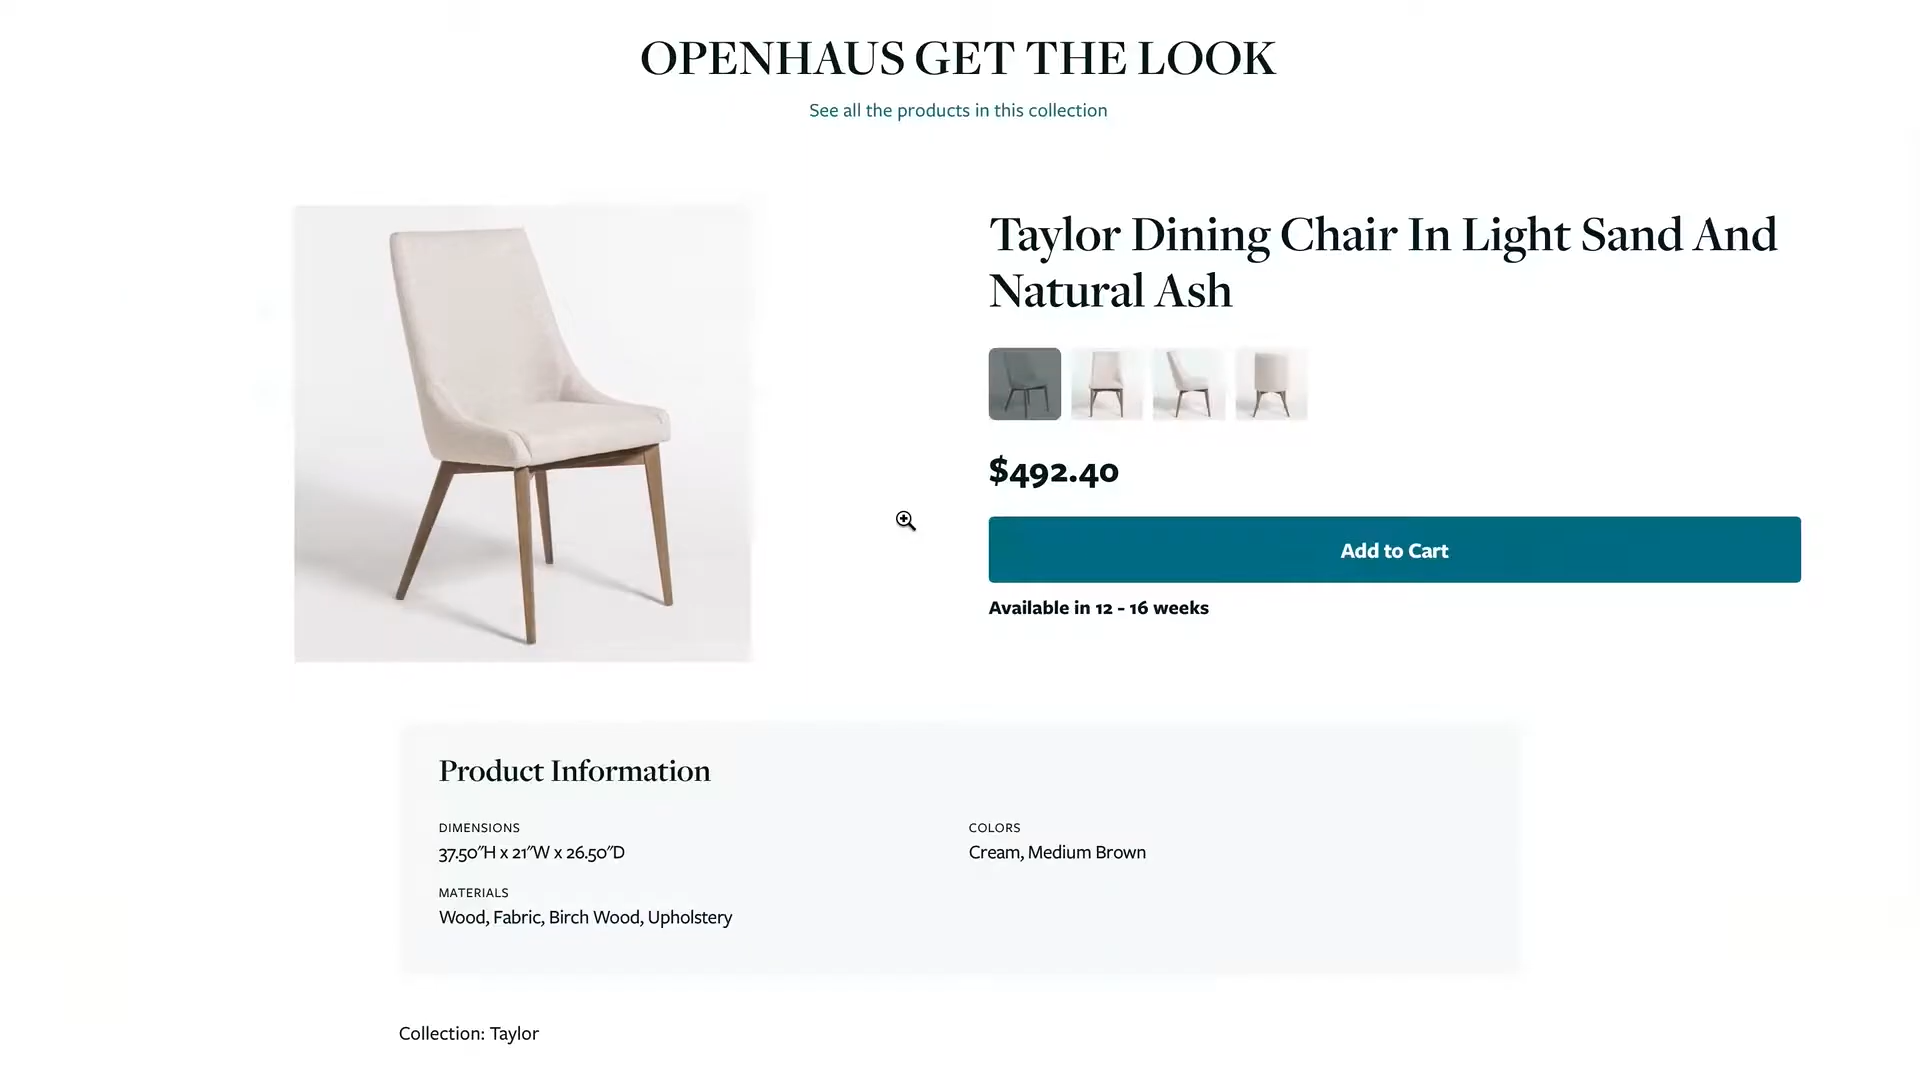 OPENHAUS GET THE LOOK
See all the products in this collection
Taylor Dining Chair In Light Sand And
Natural Ash
$492.40
Add to Cart
Available in 12 - 16 weeks
Product Information
DIMENSIONS
37.50″H x 21″W x 26.50″D
MATERIALS
Wood, Fabric, Birch Wood, Upholstery
COLORS
Cream, Medium Brown
Collection: Taylor